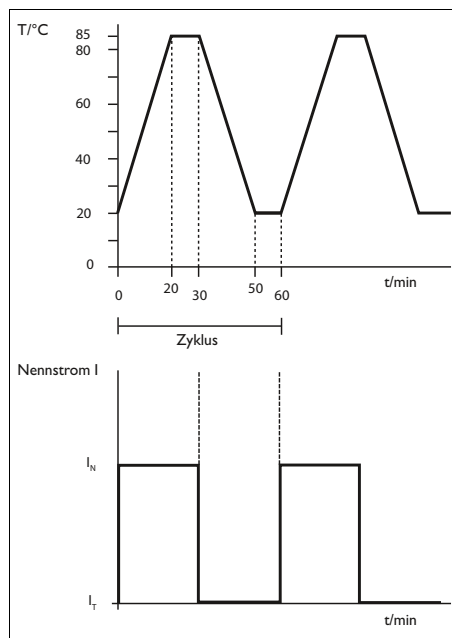 T/°C
85
80
60
40
20
0
0 20 30 50 60
t/min
Zyklus
Nennstrom I
I_N
I_T
t/min